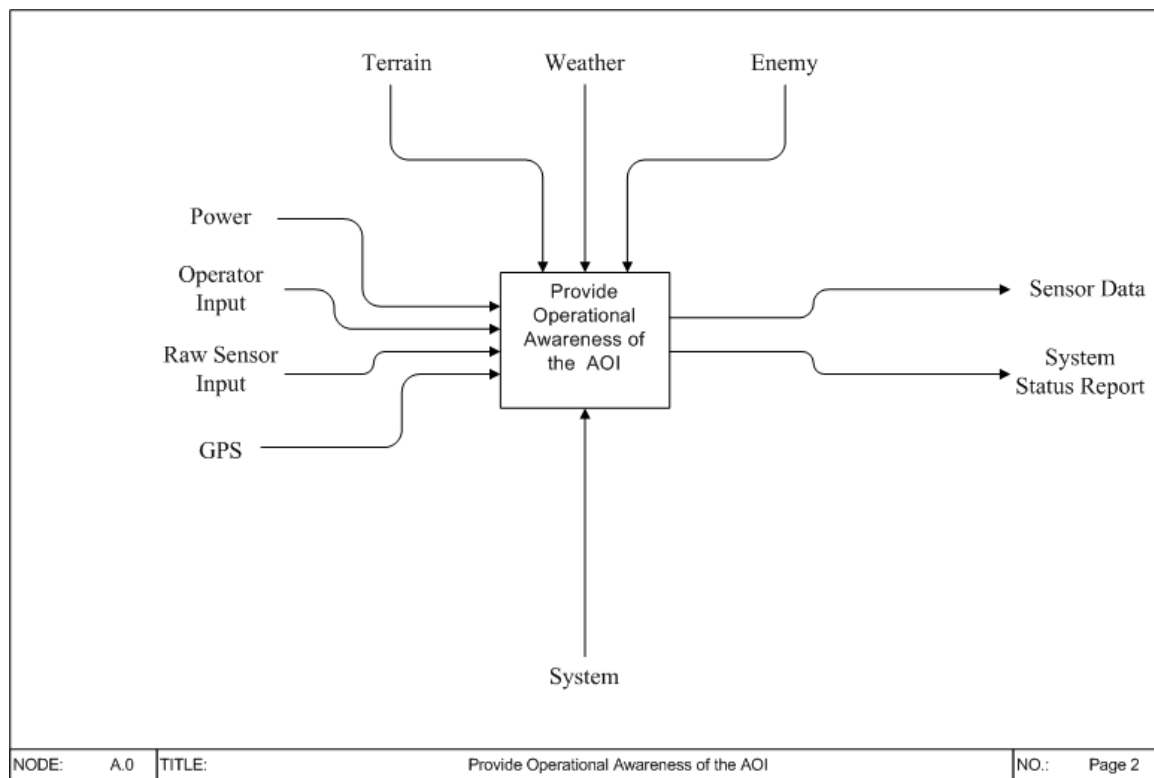 Terrain
Weather
Enemy
Power
Operator
Input
Raw Sensor
Input
GPS
Provide
Operational
Awareness of
the AOI
Sensor Data
System
Status Report
System
NODE: A.0 TITLE: Provide Operational Awareness of the AOI NO.: Page 2